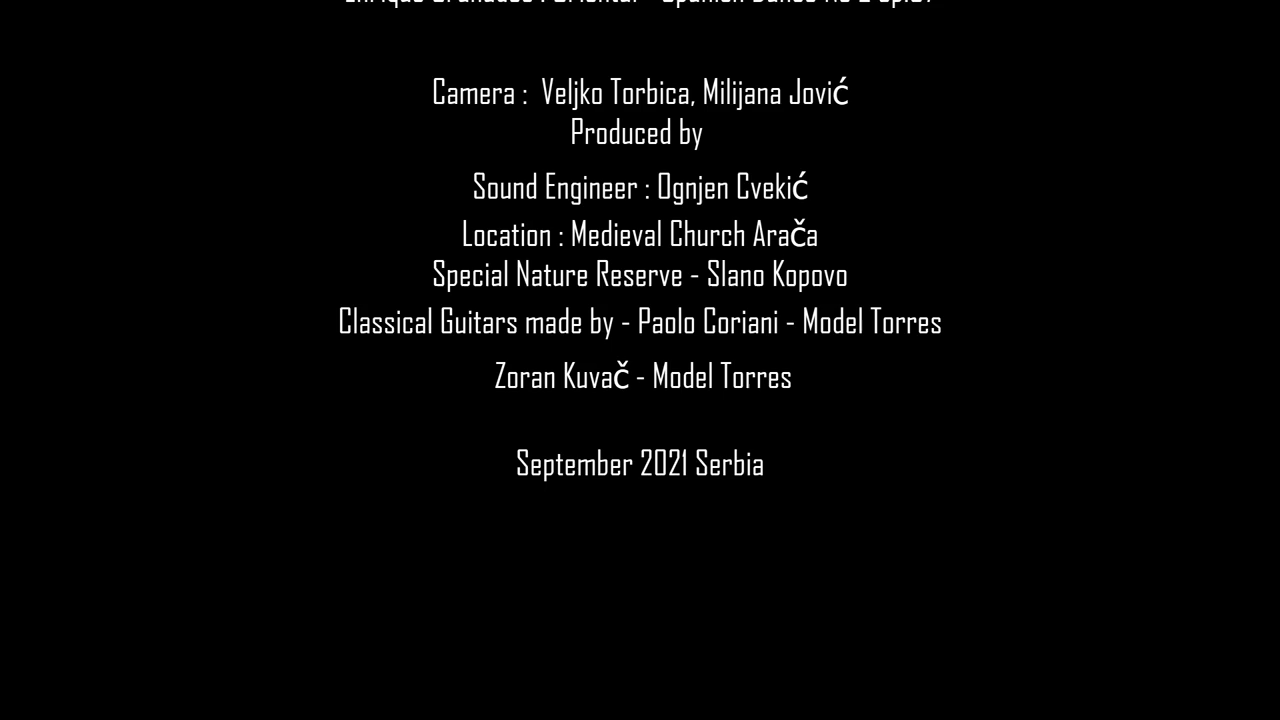 Camera :  Veljko Torbica, Milijana Jović
Produced by
Sound Engineer : Ognjen Cvekić
Location : Medieval Church Arača
Special Nature Reserve - Slano Kopovo
Classical Guitars made by - Paolo Coriani - Model Torres
Zoran Kuvač - Model Torres
September 2021 Serbia